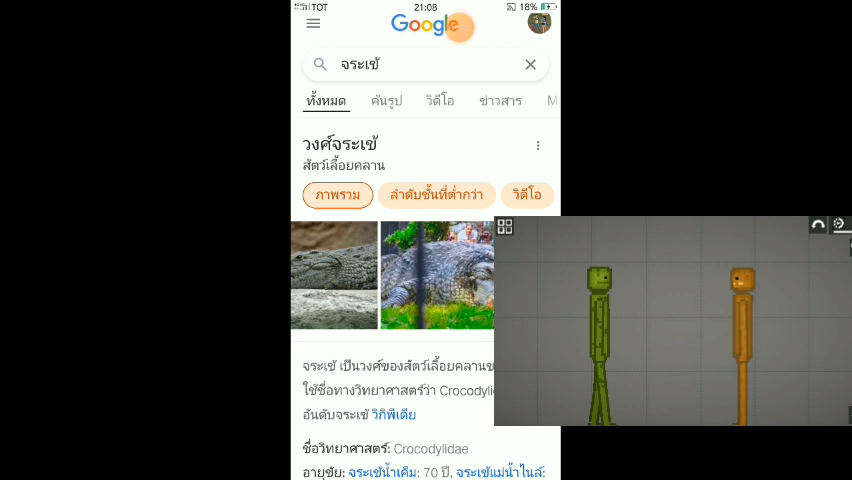 TOT 21:08 18%
Google
จระเข้
ทั้งหมด ค้นรูป วิดีโอ ข่าวสาร
วงศ์จระเข้
สัตว์เลื้อยคลาน
ภาพรวม ลำดับชั้นที่ต่ำกว่า วิดีโอ
จระเข้ เป็นวงศ์ของสัตว์เลื้อยคลาน
ใช้ชื่อทางวิทยาศาสตร์ว่า
อันดับจระเข้ วิกิพีเดีย
ชื่อวิทยาศาสตร์: Crocodylidae
อายุขัย: จระเข้น้ำเค็ม: 70 ปี, จระเข้แม่น้ำไนล์: